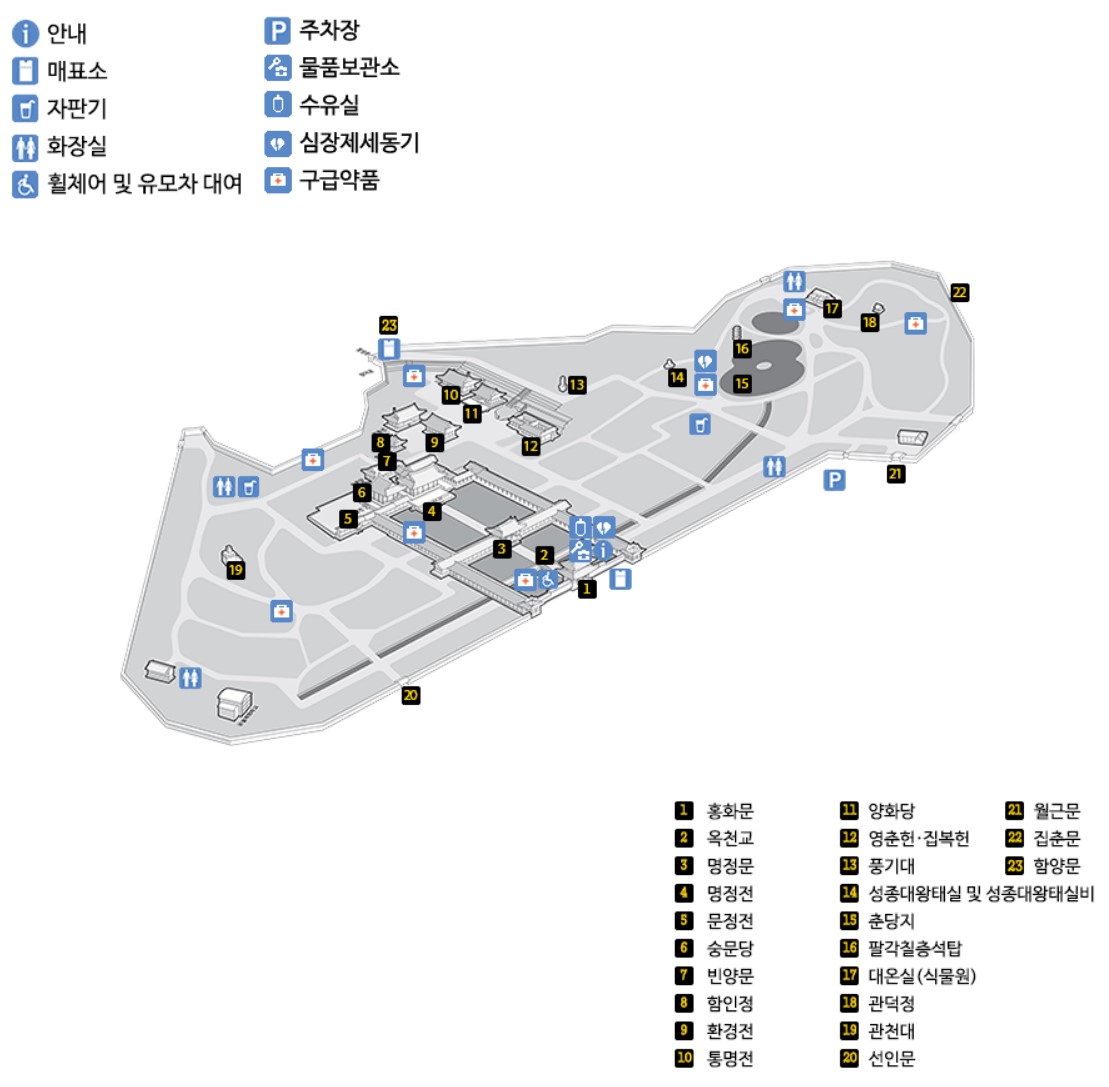 안내
매표소
자판기
화장실
휠체어 및 유모차 대여
P 주차장
물품보관소
수유실
심장제세동기
구급약품
22
17
18
23
16
14
15
13
10
11
8
9
12
7
6
5
4
21
3
2
1
19
20
1 홍화문
2 옥천교
3 명정문
4 명정전
5 문정전
6 숭문당
7 빈양문
8 함인정
9 환경전
10 통명전
11 양화당
12 영춘헌·집복헌
13 풍기대
14 성종대왕태실 및 성종대왕태실비
15 춘당지
16 팔각칠층석탑
17 대온실(식물원)
18 관덕정
19 관천대
20 선인문
21 월근문
22 집춘문
23 함양문